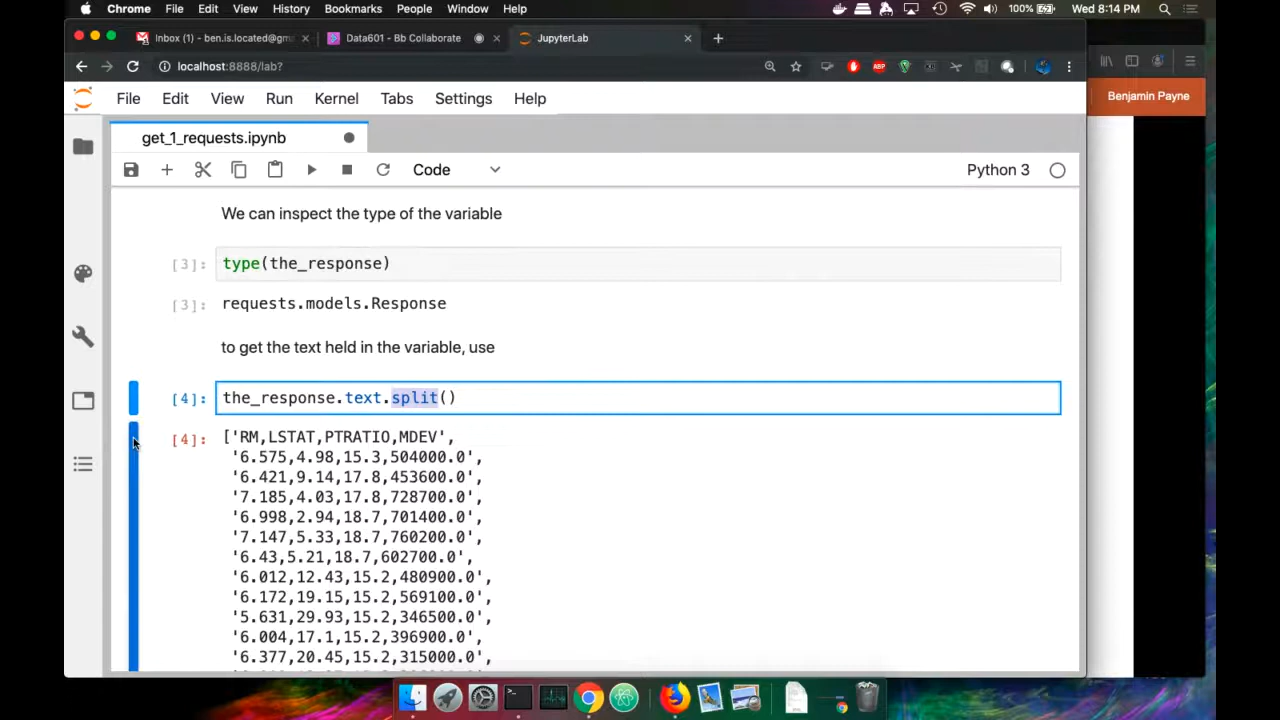 Chrome File Edit View History Bookmarks People Window Help 100% Wed 8:14 PM
Inbox (1) - ben.is.located@gm
Data601 - Bb Collaborate
JupyterLab
localhost:8888/lab?
ABP
Benjamin Payne
File Edit View Run Kernel Tabs Settings Help
get_1_requests.ipynb
Code
Python 3
We can inspect the type of the variable
[3]: type(the_response)
[3]: requests.models.Response
to get the text held in the variable, use
[4]: the_response.text.split()
[4]: ['RM,LSTAT,PTRATIO,MDEV',
'6.575,4.98,15.3,504000.0',
'6.421,9.14,17.8,453600.0',
'7.185,4.03,17.8,728700.0',
'6.998,2.94,18.7,701400.0',
'7.147,5.33,18.7,760200.0',
'6.43,5.21,18.7,602700.0',
'6.012,12.43,15.2,480900.0',
'6.172,19.15,15.2,569100.0',
'5.631,29.93,15.2,346500.0',
'6.004,17.1,15.2,396900.0',
'6.377,20.45,15.2,315000.0',